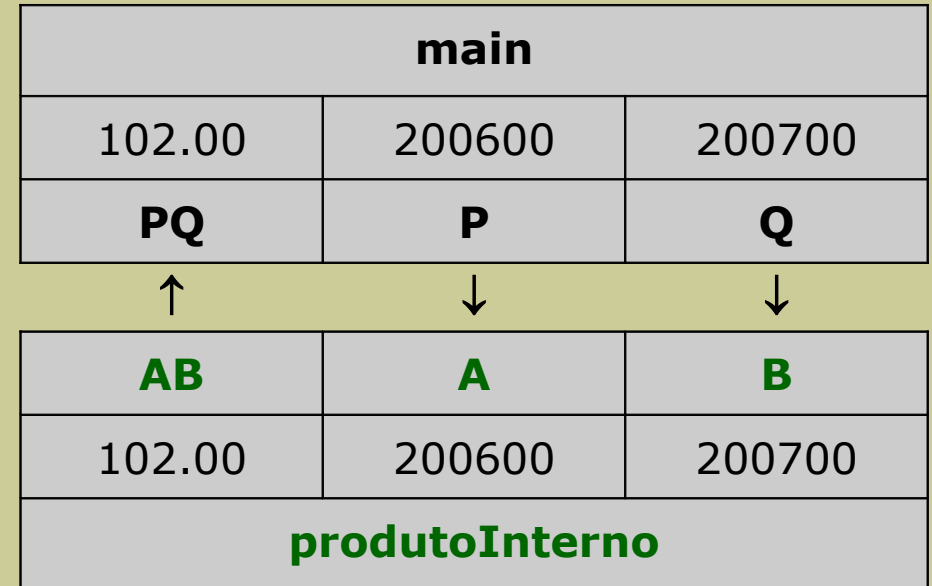 main
102.00 200600 200700
PQ P Q
↑ ↓ ↓
AB A B
102.00 200600 200700
produtoInterno